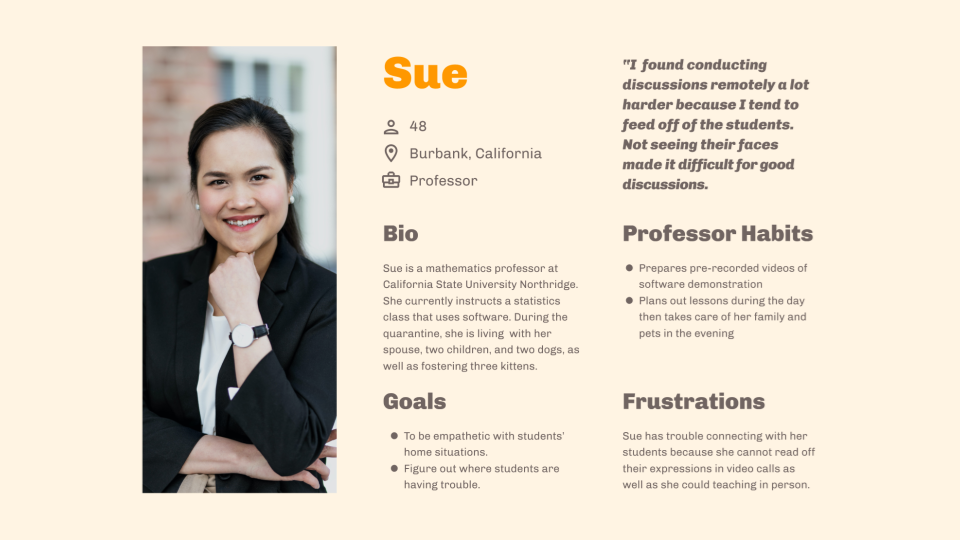 Sue
48
Burbank, California
Professor
"I found conducting
discussions remotely a lot
harder because I tend to
feed off of the students.
Not seeing their faces
made it difficult for good
discussions.
Bio
Sue is a mathematics professor at
California State University Northridge.
She currently instructs a statistics
class that uses software. During the
quarantine, she is living with her
spouse, two children, and two dogs, as
well as fostering three kittens.
Professor Habits
● Prepares pre-recorded videos of
software demonstration
● Plans out lessons during the day
then takes care of her family and
pets in the evening
Goals
● To be empathetic with students’
home situations.
● Figure out where students are
having trouble.
Frustrations
Sue has trouble connecting with her
students because she cannot read off
their expressions in video calls as
well as she could teaching in person.